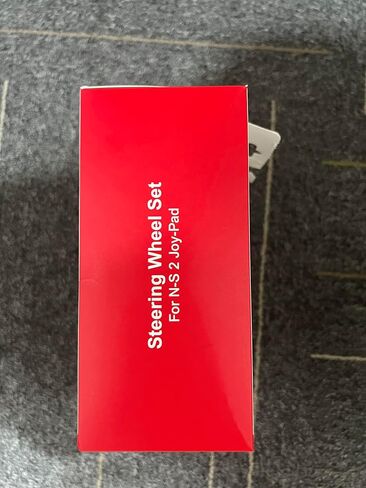 Steering Wheel Set
For N-S 2 Joy-Pad